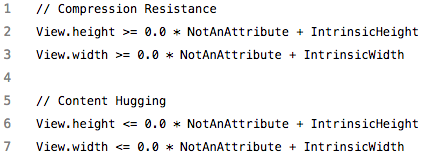 1 // Compression Resistance
2 View.height >= 0.0 * NotAnAttribute + IntrinsicHeight
3 View.width >= 0.0 * NotAnAttribute + IntrinsicWidth
4
5 // Content Hugging
6 View.height <= 0.0 * NotAnAttribute + IntrinsicHeight
7 View.width <= 0.0 * NotAnAttribute + IntrinsicWidth